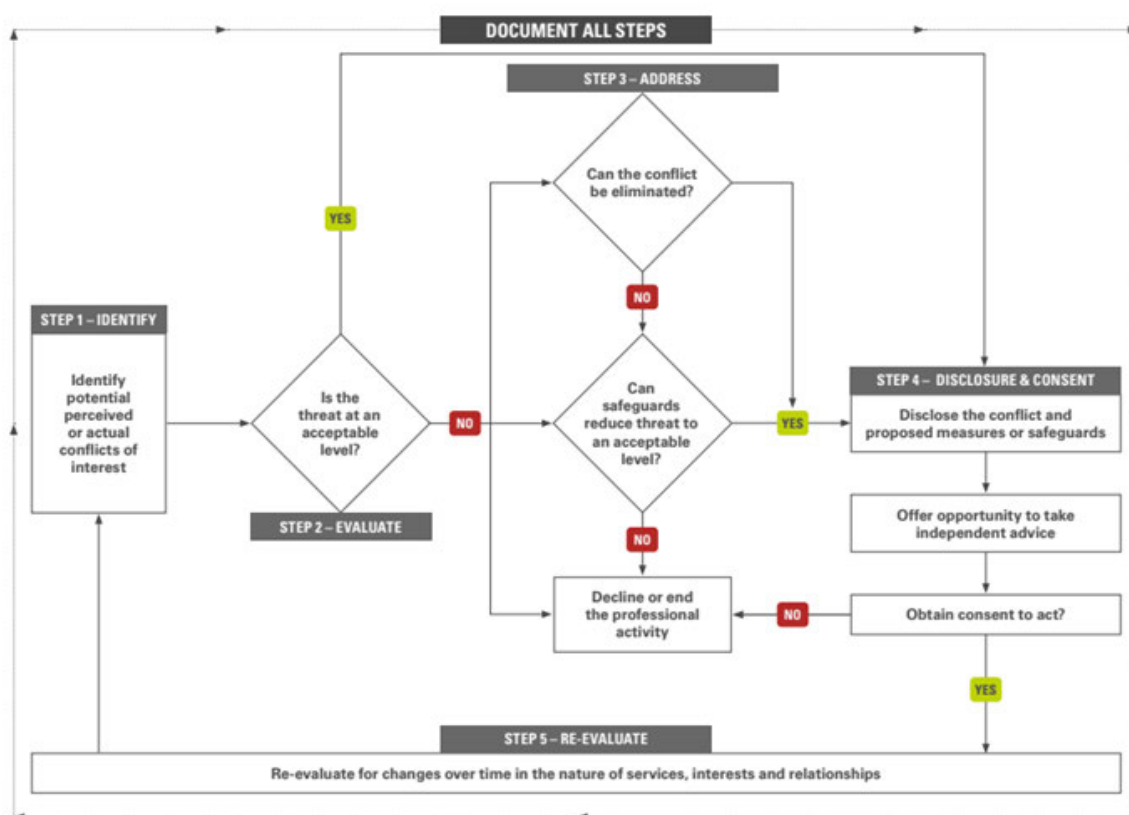 DOCUMENT ALL STEPS
STEP 3 – ADDRESS
Can the conflict
be eliminated?
YES
NO
STEP 1 – IDENTIFY
Identify
potential
perceived
or actual
conflicts of
interest
Is the
threat at an
acceptable
level?
STEP 2 – EVALUATE
NO
Can
safeguards
reduce threat to
an acceptable
level?
YES
STEP 4 – DISCLOSURE & CONSENT
Disclose the conflict and
proposed measures or safeguards
Offer opportunity to take
independent advice
NO
Decline or end
the professional
activity
NO
Obtain consent to act?
YES
STEP 5 – RE-EVALUATE
Re-evaluate for changes over time in the nature of services, interests and relationships